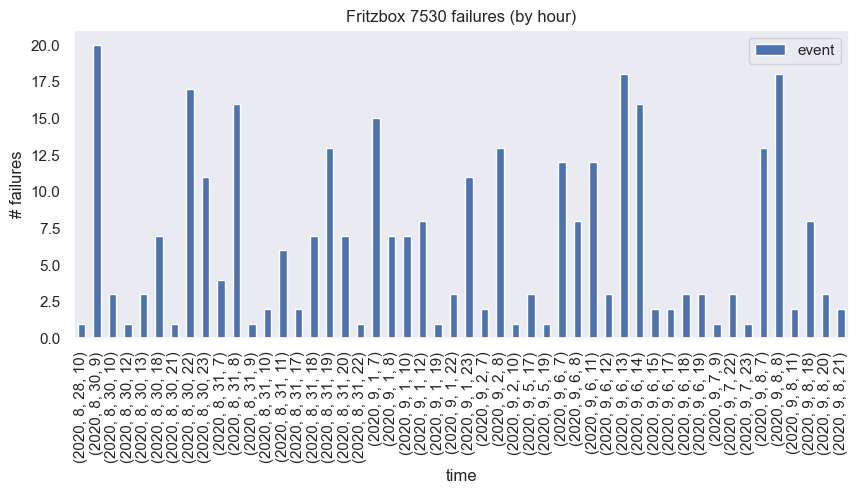 Fritzbox 7530 failures (by hour)
event
# failures
20.0
17.5
15.0
12.5
10.0
7.5
5.0
2.5
0.0
(2020, 8, 28, 10)
(2020, 8, 30, 9)
(2020, 8, 30, 10)
(2020, 8, 30, 12)
(2020, 8, 30, 13)
(2020, 8, 30, 18)
(2020, 8, 30, 21)
(2020, 8, 30, 22)
(2020, 8, 30, 23)
(2020, 8, 31, 7)
(2020, 8, 31, 8)
(2020, 8, 31, 9)
(2020, 8, 31, 10)
(2020, 8, 31, 11)
(2020, 8, 31, 17)
(2020, 8, 31, 18)
(2020, 8, 31, 19)
(2020, 8, 31, 20)
(2020, 8, 31, 22)
(2020, 9, 1, 7)
(2020, 9, 1, 8)
(2020, 9, 1, 10)
(2020, 9, 1, 12)
(2020, 9, 1, 19)
(2020, 9, 1, 22)
(2020, 9, 1, 23)
(2020, 9, 2, 7)
(2020, 9, 2, 8)
(2020, 9, 2, 10)
(2020, 9, 5, 17)
(2020, 9, 5, 19)
(2020, 9, 6, 7)
(2020, 9, 6, 8)
(2020, 9, 6, 11)
(2020, 9, 6, 12)
(2020, 9, 6, 13)
(2020, 9, 6, 14)
(2020, 9, 6, 15)
(2020, 9, 6, 17)
(2020, 9, 6, 18)
(2020, 9, 6, 19)
(2020, 9, 7, 9)
(2020, 9, 7, 22)
(2020, 9, 7, 23)
(2020, 9, 8, 7)
(2020, 9, 8, 8)
(2020, 9, 8, 11)
(2020, 9, 8, 18)
(2020, 9, 8, 20)
(2020, 9, 8, 21)
time